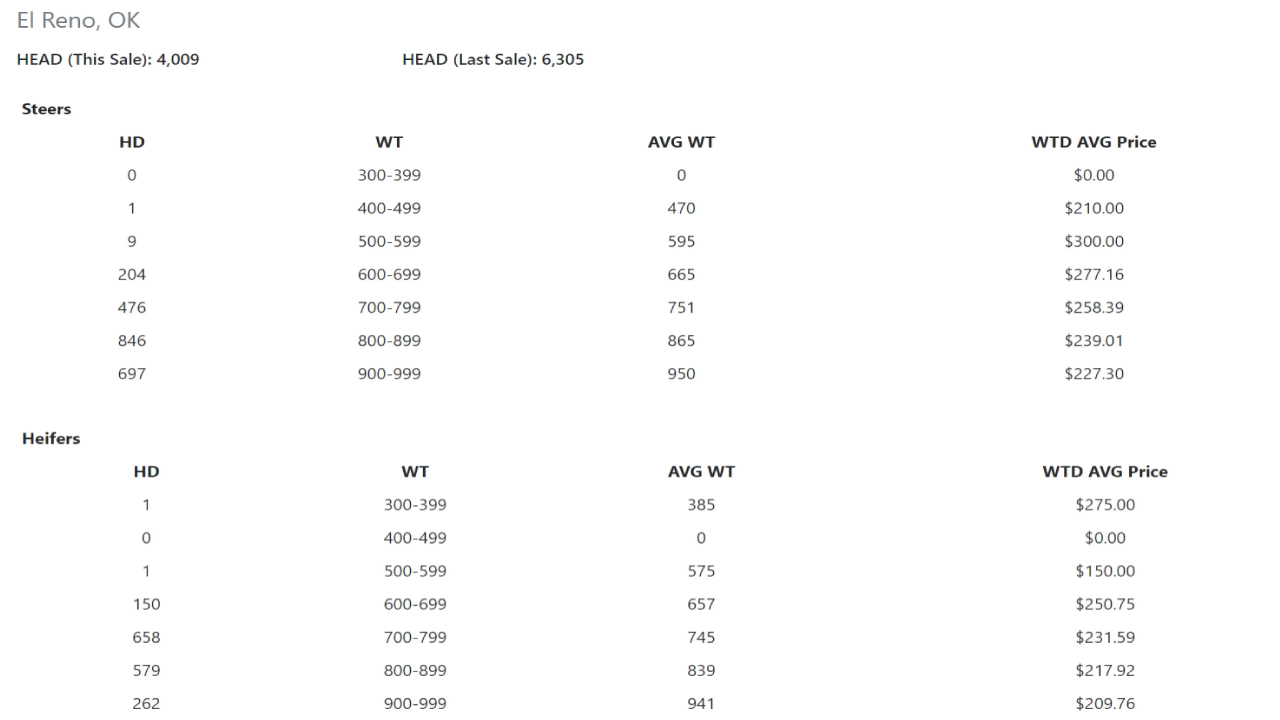 El Reno, OK
HEAD (This Sale): 4,009 HEAD (Last Sale): 6,305
Steers
HD WT AVG WT WTD AVG Price
0 300-399 0 $0.00
1 400-499 470 $210.00
9 500-599 595 $300.00
204 600-699 665 $277.16
476 700-799 751 $258.39
846 800-899 865 $239.01
697 900-999 950 $227.30
Heifers
HD WT AVG WT WTD AVG Price
1 300-399 385 $275.00
0 400-499 0 $0.00
1 500-599 575 $150.00
150 600-699 657 $250.75
658 700-799 745 $231.59
579 800-899 839 $217.92
262 900-999 941 $209.76